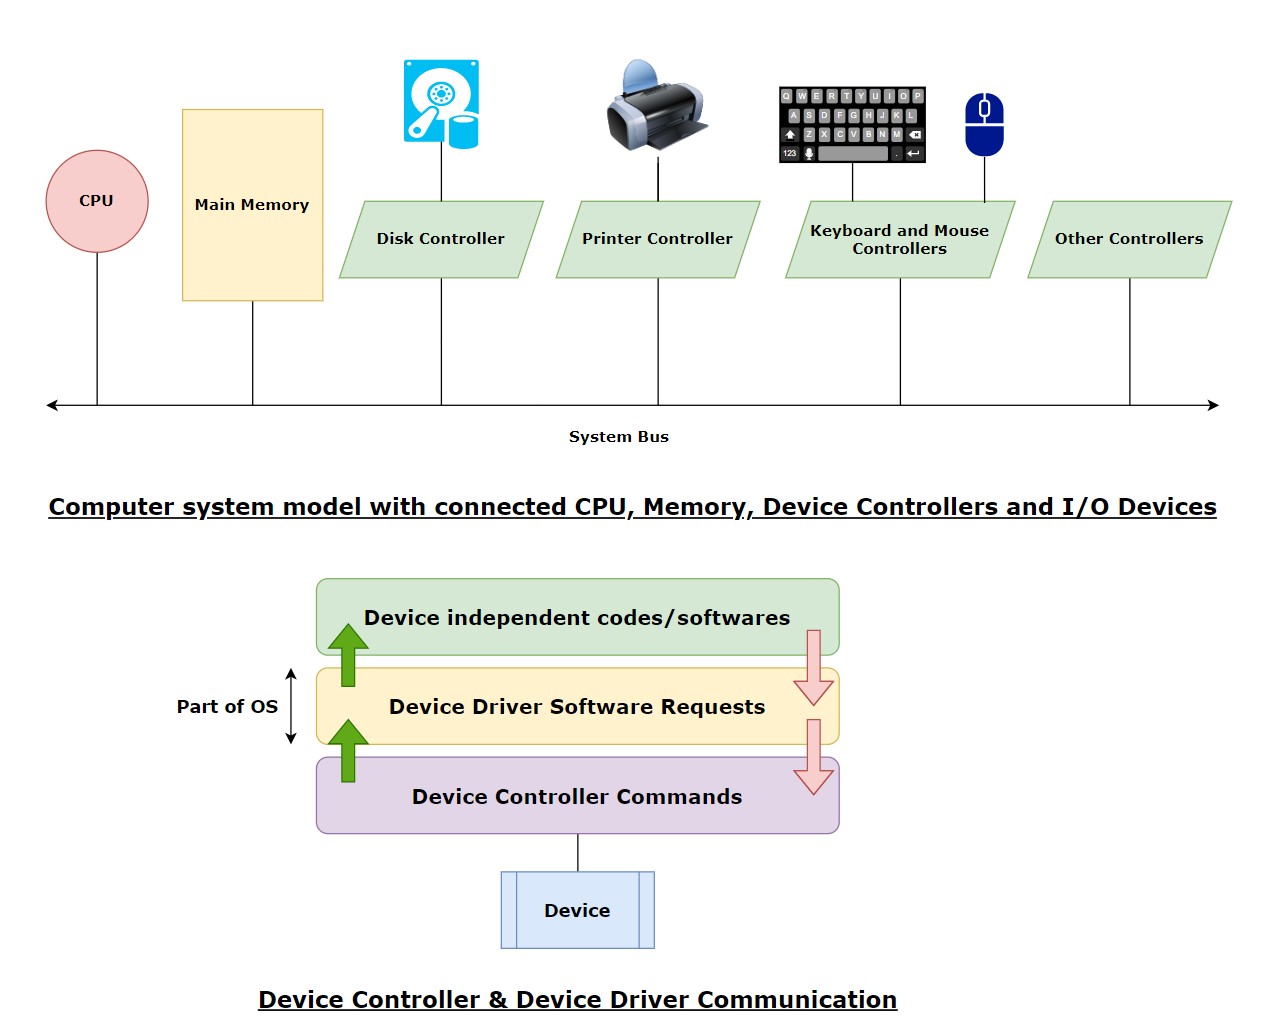 Q W E R T Y U I O P
A S D F G H J K L
Z X C V B N M
123 .
CPU
Main Memory
Disk Controller
Printer Controller
Keyboard and Mouse
Controllers
Other Controllers
System Bus
Computer system model with connected CPU, Memory, Device Controllers and I/O Devices
Device independent codes/softwares
Part of OS
Device Driver Software Requests
Device Controller Commands
Device
Device Controller & Device Driver Communication